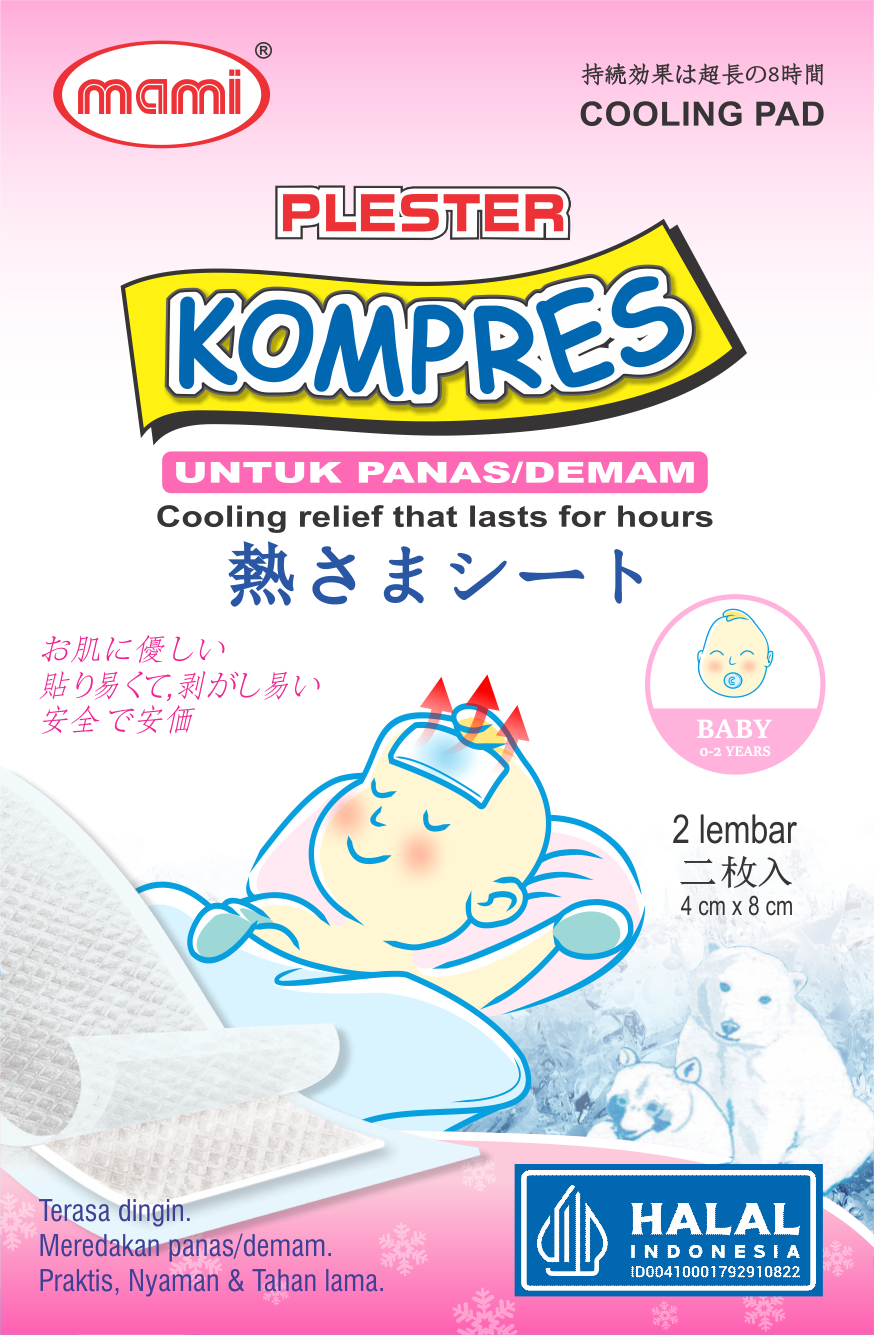 mami®
持続効果は超長の8時間
COOLING PAD
PLESTER
KOMPRES
UNTUK PANAS/DEMAM
Cooling relief that lasts for hours
熱さまシート
お肌に優しい
貼り易くて,剥がし易い
安全で安価
BABY
0-2 YEARS
2 lembar
二枚入
4 cm x 8 cm
Terasa dingin.
Meredakan panas/demam.
Praktis, Nyaman & Tahan lama.
HALAL
INDONESIA
ID00410001792910822